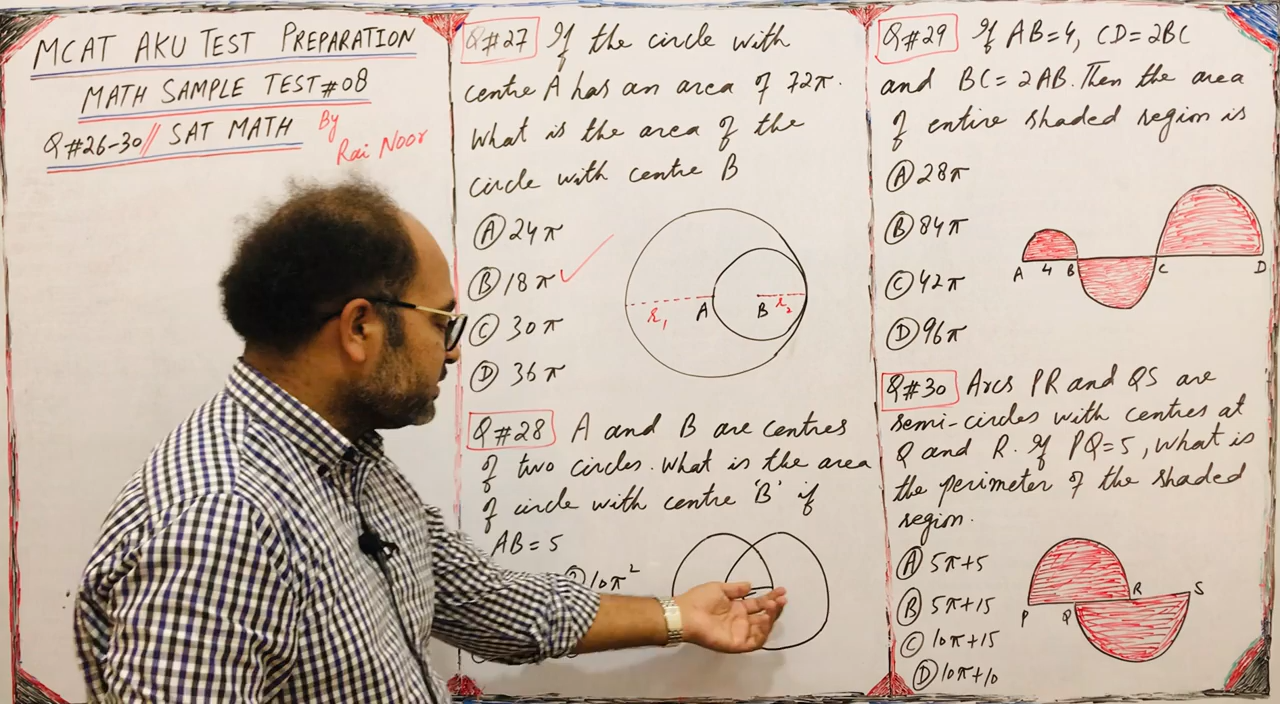 MCAT AKU TEST PREPARATION
MATH SAMPLE TEST #08
Q#26-30 // SAT MATH By
Rai Noor
Q#27 If the circle with
centre A has an area of 72π.
What is the area of the
circle with centre B
Ⓐ 24π
Ⓑ 18π ✓
Ⓒ 30π
Ⓓ 36π
r₁ A B r₂
Q#28 A and B are centres
of two circles. What is the area
of circle with centre 'B' if
AB = 5
10π²
Q#29 If AB=4, CD=2BC
and BC = 2AB. Then the area
of entire shaded region is
Ⓐ 28π
Ⓑ 84π
Ⓒ 42π
Ⓓ 96π
A 4 B C D
Q#30 Arcs PR and QS are
semi-circles with centres at
Q and R. If PQ=5, What is
the perimeter of the shaded
region.
Ⓐ 5π+5
Ⓑ 5π+15
Ⓒ 10π+15
Ⓓ 10π+10
P Q R S